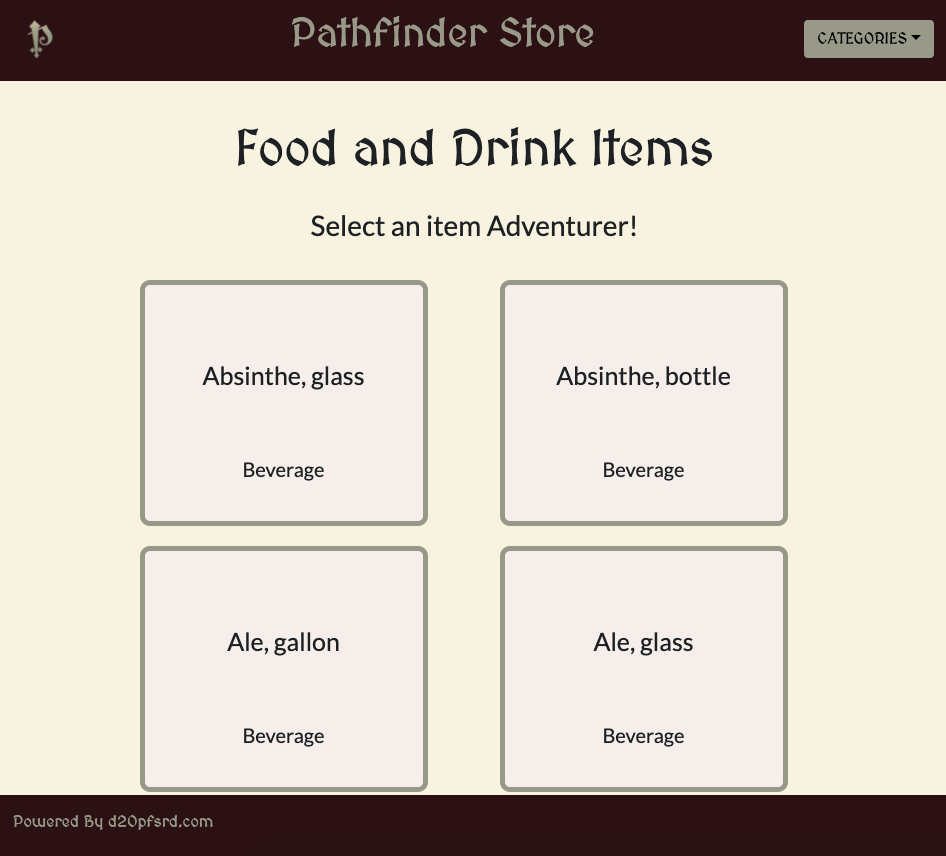 P
Pathfinder Store
CATEGORIES
Food and Drink Items
Select an item Adventurer!
Absinthe, glass
Absinthe, bottle
Beverage
Beverage
Ale, gallon
Ale, glass
Beverage
Beverage
Powered By d20pfsrd.com